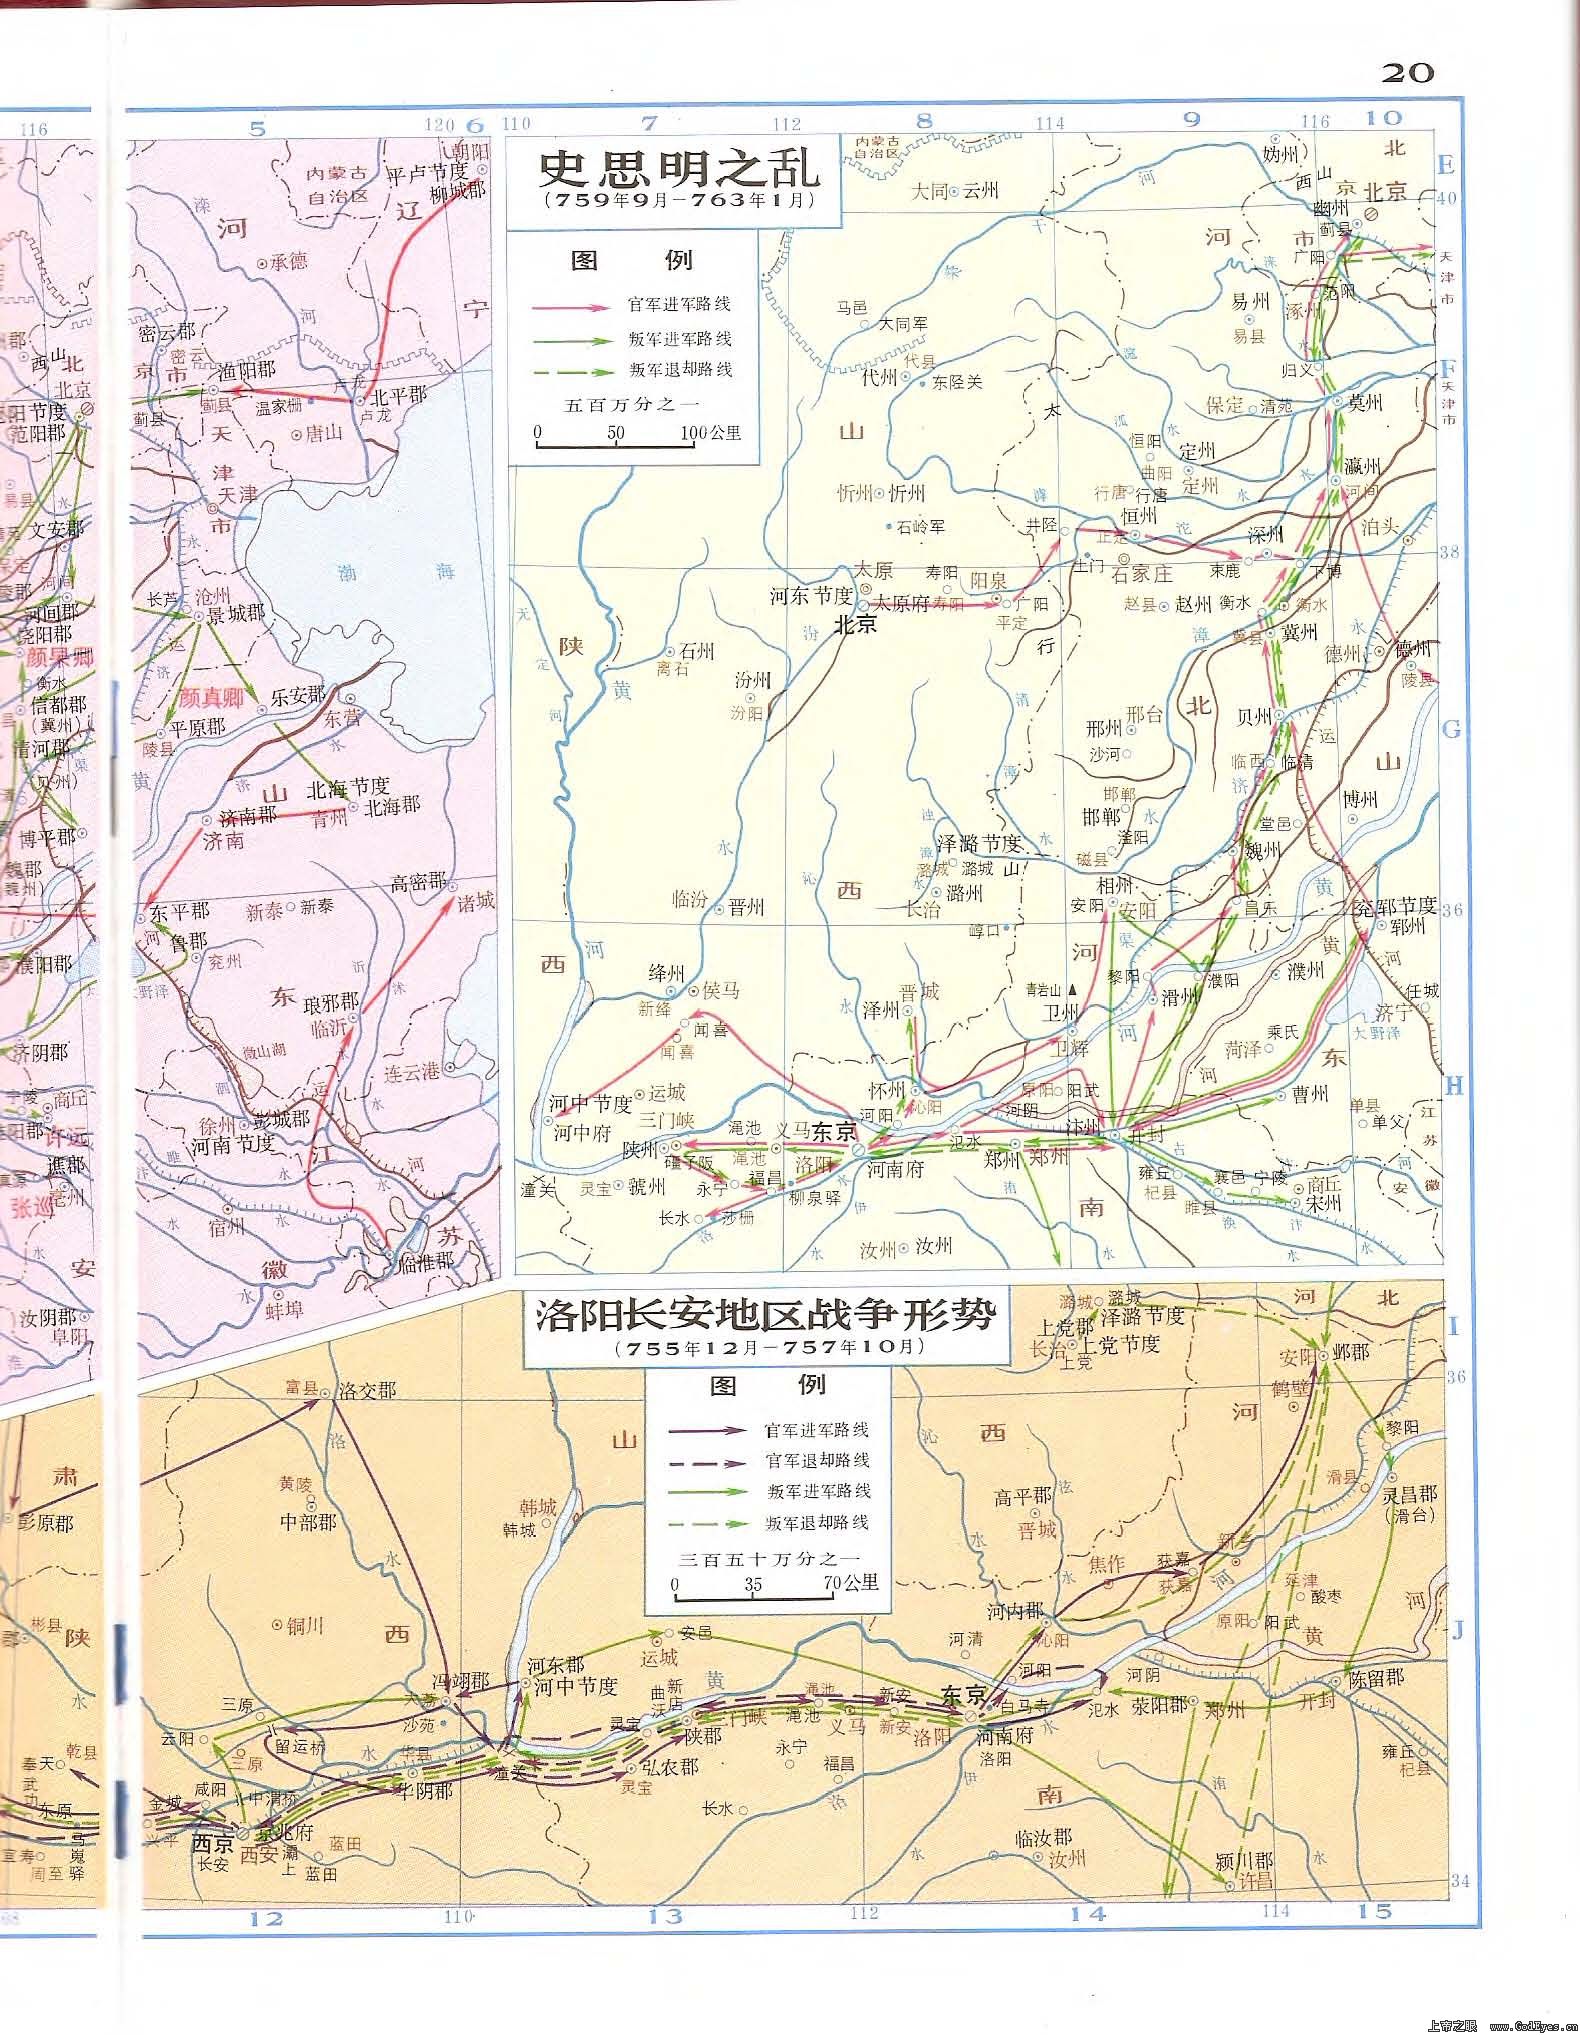 20
116
5
120
6
110
7
112
8
114
9
116
10
史思明之乱
(759年9月－763年1月)
图 例
官军进军路线
叛军进军路线
叛军退却路线
五百万分之一
0 50 100公里
内蒙古
自治区
大同
云州
妫州
西山
北
京
市
北京
幽州
蓟县
广阳
天津市
E
40
河
易州
易县
涿州
范阳
归义
F
天津市
莫州
保定
清苑
马邑
大同军
代县
代州
东陉关
山
太
行
恒阳
曲阳
定州
定州
行唐
行唐
恒州
正定
瀛州
河间
泊头
忻州
忻州
石岭军
井陉
土门
石家庄
深州
束鹿
下博
38
太原
河东节度
太原府
北京
寿阳
寿阳
阳泉
广阳
平定
赵县
赵州
衡水
衡水
冀县
冀州
德州
德州
陵县
陕
西
石州
离石
汾州
汾阳
黄
河
无
定
河
北
邢台
邢州
沙河
贝州
临西
临清
G
山
东
邯郸
邯郸
滏阳
磁县
博州
堂邑
魏州
泽潞节度
潞城
潞城
潞州
长治
崞口
临汾
晋州
西
相州
安阳
安阳
昌乐
兖郓节度
郓州
36
河
南
绛州
侯马
新绛
闻喜
闻喜
晋城
泽州
青岩山
卫州
卫辉
黎阳
滑州
濮阳
濮州
任城
济宁
大野泽
乘氏
菏泽
H
怀州
河阳
沁阳
原阳
阳武
河阴
曹州
单县
单父
江
苏
安
徽
河中节度
河中府
运城
三门峡
陕州
渑池
渑池
义马
东京
洛阳
河南府
氾水
郑州
郑州
汴州
开封
硾子阪
永宁
福昌
柳泉驿
潼关
灵宝
虢州
长水
莎栅
汝州
汝州
雍丘
杞县
襄邑
睢县
宁陵
商丘
宋州
朝阳
平卢节度
柳城郡
内蒙古
自治区
辽
宁
河
承德
密云郡
密云
京
市
渔阳郡
蓟县
蓟县
温家栅
卢龙
北平郡
卢龙
唐山
天
津
市
天津
渤 海
长芦
沧州
景城郡
颜真卿
平原郡
陵县
乐安郡
东营
山
东
北海节度
北海郡
青州
济南郡
济南
高密郡
诸城
东平郡
新泰
新泰
鲁郡
兖州
琅邪郡
临沂
微山湖
连云港
徐州
彭城郡
河南节度
宿州
徽
蚌埠
临淮郡
江
苏
西山
北
北京
范阳郡
易县
文安郡
河间
河间郡
饶阳郡
颜杲卿
衡水
信都郡
(冀州)
清河郡
(贝州)
博平郡
魏郡
濮阳郡
济阴郡
宁陵
商丘
许远
谯郡
亳州
张巡
安
汝阴郡
阜阳
洛阳长安地区战争形势
(755年12月－757年10月)
图 例
官军进军路线
官军退却路线
叛军进军路线
叛军退却路线
三百五十万分之一
0 35 70公里
潞城
潞城
泽潞节度
上党郡
上党节度
长治
上党
河 北
I
36
安阳
邺郡
鹤壁
黎阳
滑县
灵昌郡
(滑台)
富县
洛交郡
黄陵
中部郡
山
西
韩城
韩城
高平郡
晋城
焦作
获嘉
获嘉
新乡
延津
酸枣
肃
彭原郡
彬县
陕
西
铜川
河内郡
沁阳
河清
原阳
阳武
J
安邑
运城
冯翊郡
大荔
沙苑
河东郡
河中节度
三原
三原
云阳
留运桥
华县
华阴郡
潼关
灵宝
曲沃
新店
三门峡
陕郡
弘农郡
灵宝
渑池
渑池
义马
新安
新安
东京
洛阳
白马寺
河南府
洛阳
河阳
氾水
河阴
荥阳郡
郑州
开封
陈留郡
雍丘
杞县
乾县
奉天
武功
金城
兴平
咸阳
中渭桥
西京
长安
西安
京兆府
灞上
蓝田
蓝田
东原
马嵬驿
周至
永宁
福昌
长水
南
临汝郡
汝州
颍川郡
许昌
34
12
110
13
112
14
114
15
上帝之眼 www.GodEyes.cn